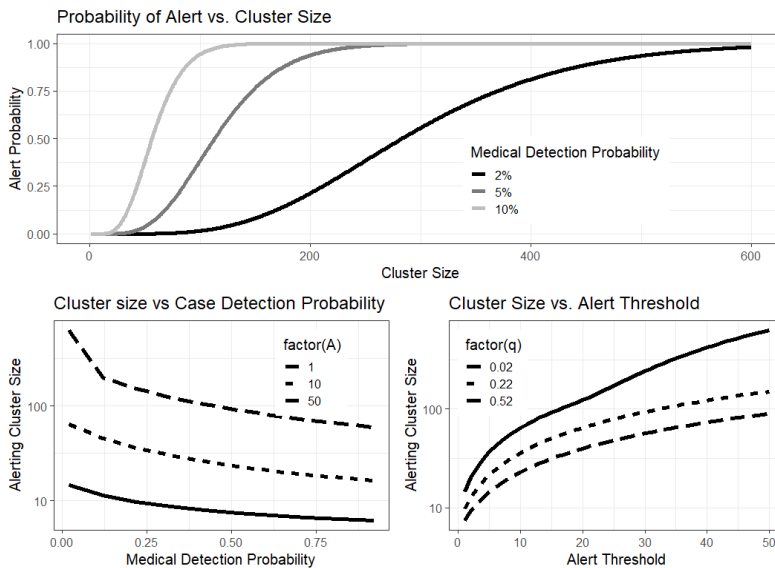 Probability of Alert vs. Cluster Size
Alert Probability
1.00
0.75
0.50
0.25
0.00
Medical Detection Probability
2%
5%
10%
0
200
400
600
Cluster Size
Cluster size vs Case Detection Probability
Alerting Cluster Size
100
10
factor(A)
1
10
50
0.00
0.25
0.50
0.75
Medical Detection Probability
Cluster Size vs. Alert Threshold
Alerting Cluster Size
100
10
factor(q)
0.02
0.22
0.52
0
10
20
30
40
50
Alert Threshold